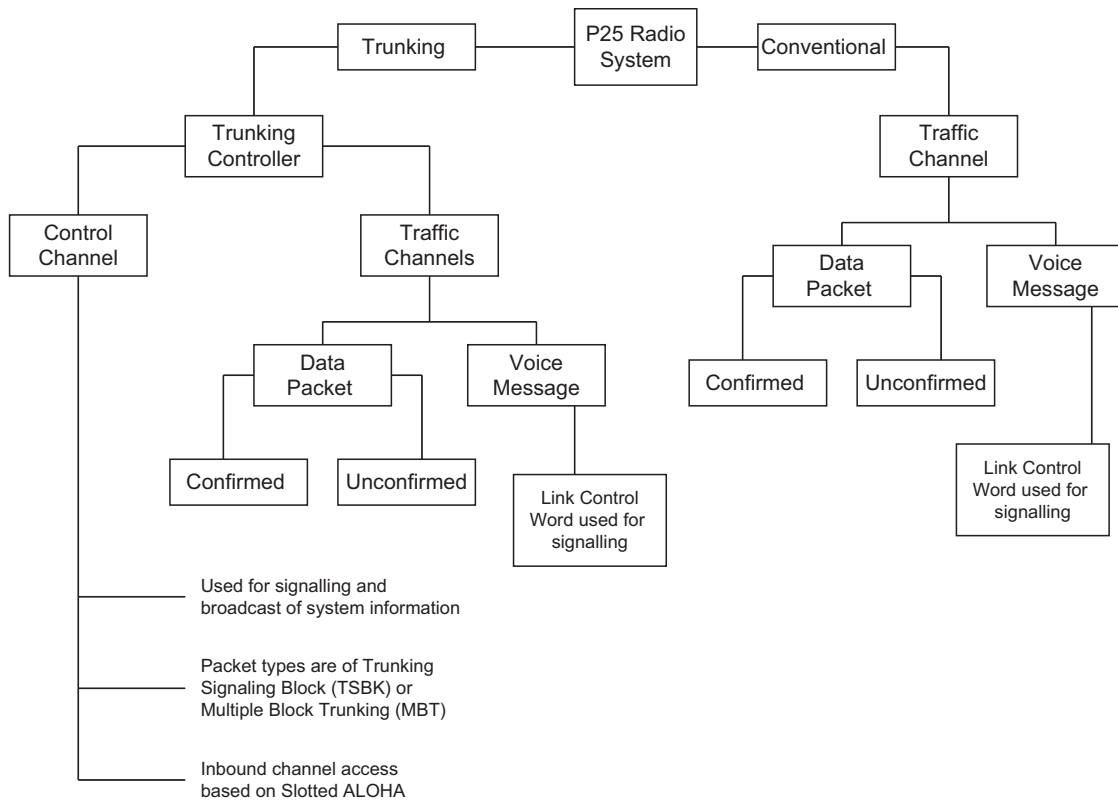 P25 Radio
System
Trunking
Conventional
Trunking
Controller
Traffic
Channel
Control
Channel
Traffic
Channels
Data
Packet
Voice
Message
Data
Packet
Voice
Message
Confirmed
Unconfirmed
Confirmed
Unconfirmed
Link Control
Word used for
signalling
Link Control
Word used for
signalling
Used for signalling and
broadcast of system information
Packet types are of Trunking
Signaling Block (TSBK) or
Multiple Block Trunking (MBT)
Inbound channel access
based on Slotted ALOHA